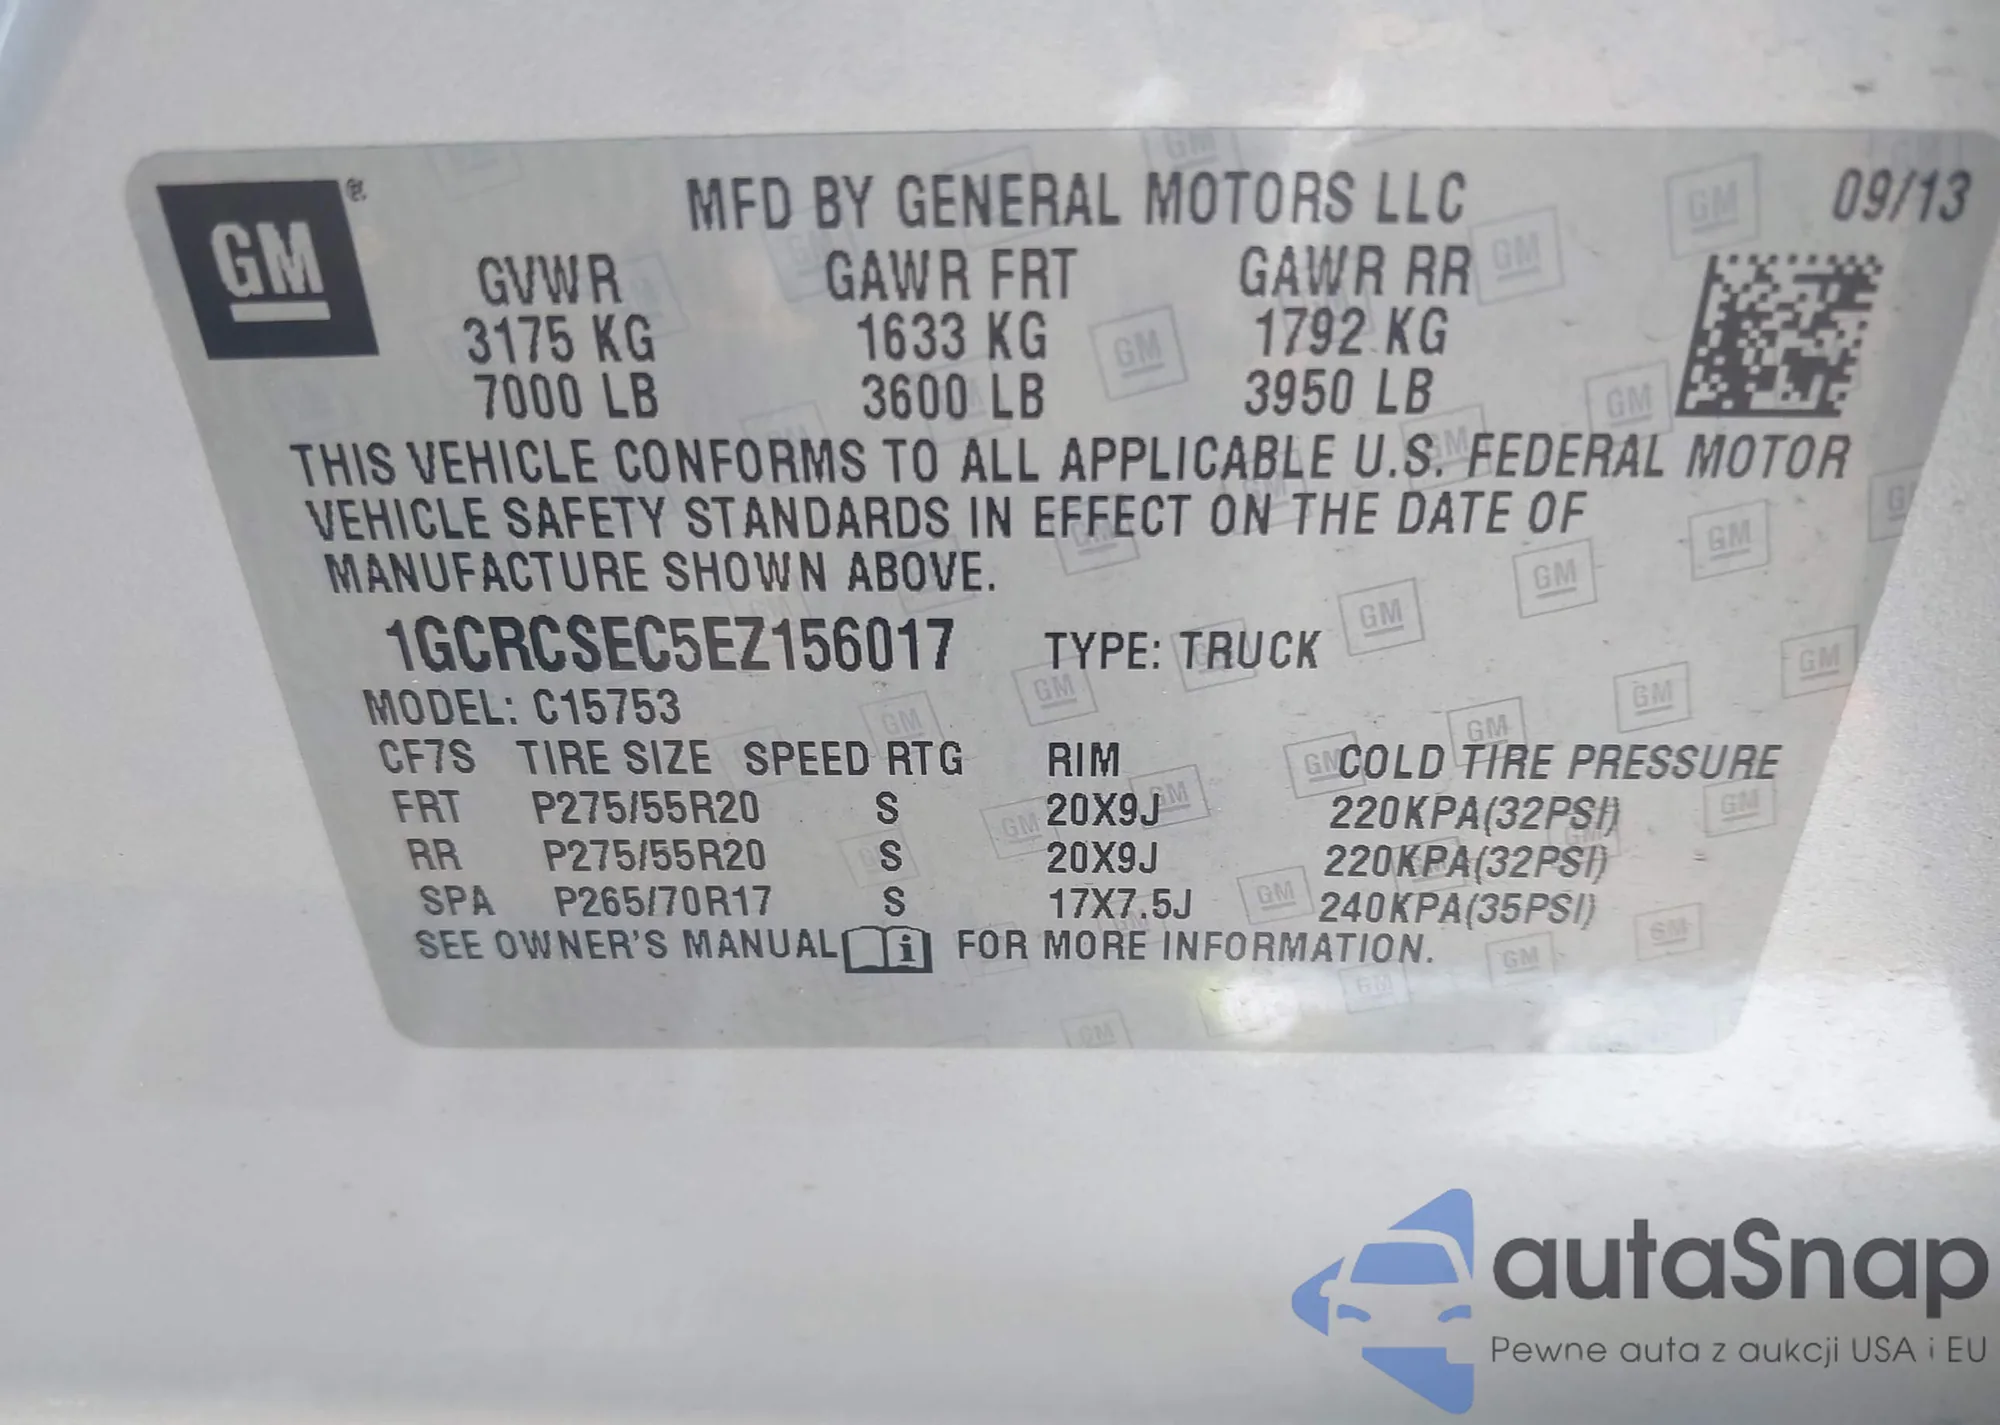 GM ®
MFD BY GENERAL MOTORS LLC 09/13
GVWR GAWR FRT GAWR RR
3175 KG 1633 KG 1792 KG
7000 LB 3600 LB 3950 LB
THIS VEHICLE CONFORMS TO ALL APPLICABLE U.S. FEDERAL MOTOR
VEHICLE SAFETY STANDARDS IN EFFECT ON THE DATE OF
MANUFACTURE SHOWN ABOVE.
1GCRCSEC5EZ156017 TYPE: TRUCK
MODEL: C15753
CF7S TIRE SIZE SPEED RTG RIM COLD TIRE PRESSURE
FRT P275/55R20 S 20X9J 220KPA(32PSI)
RR P275/55R20 S 20X9J 220KPA(32PSI)
SPA P265/70R17 S 17X7.5J 240KPA(35PSI)
SEE OWNER'S MANUAL i FOR MORE INFORMATION.
autaSnap
Pewne auta z aukcji USA i EU